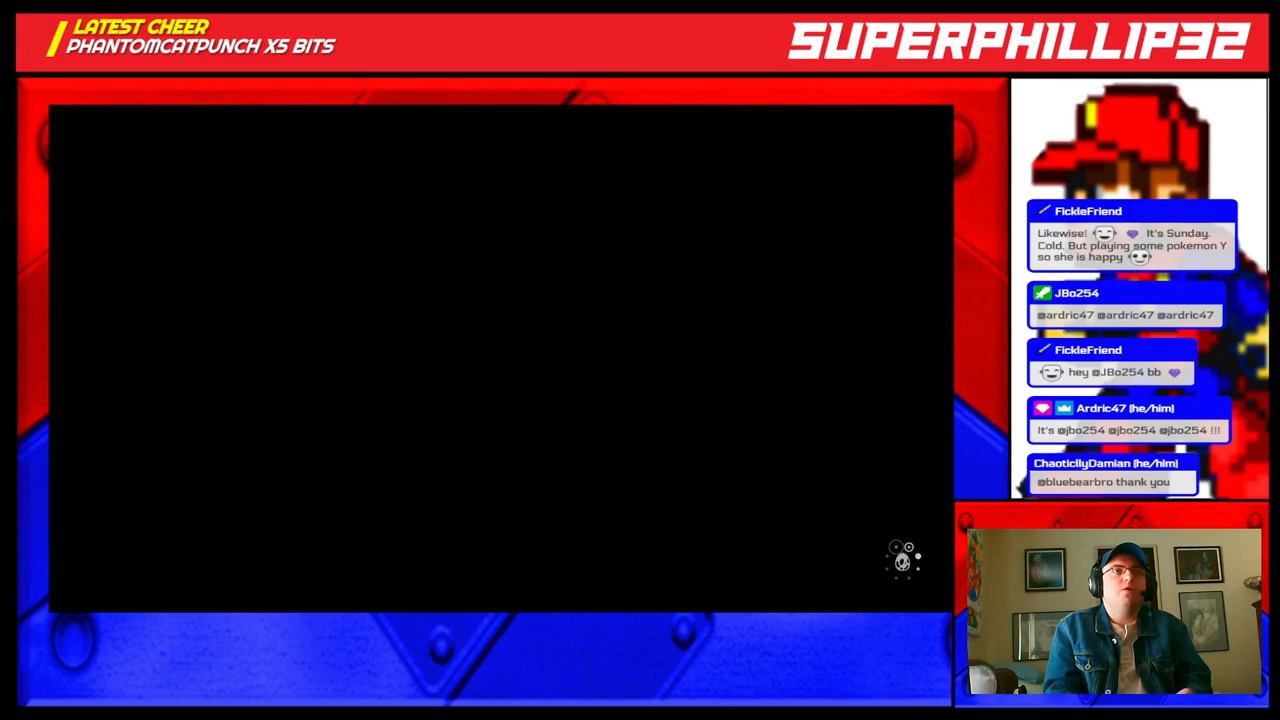 LATEST CHEER
PHANTOMCATPUNCH X5 BITS
SUPERPHILLIP32
FickleFriend
Likewise! It's Sunday.
Cold. But playing some pokemon Y
so she is happy
JBo254
@ardric47 @ardric47 @ardric47
FickleFriend
hey @JBo254 bb
Ardric47 [he/him]
It's @jbo254 @jbo254 @jbo254 !!!
ChaoticllyDamian [he/him]
@bluebearbro thank you